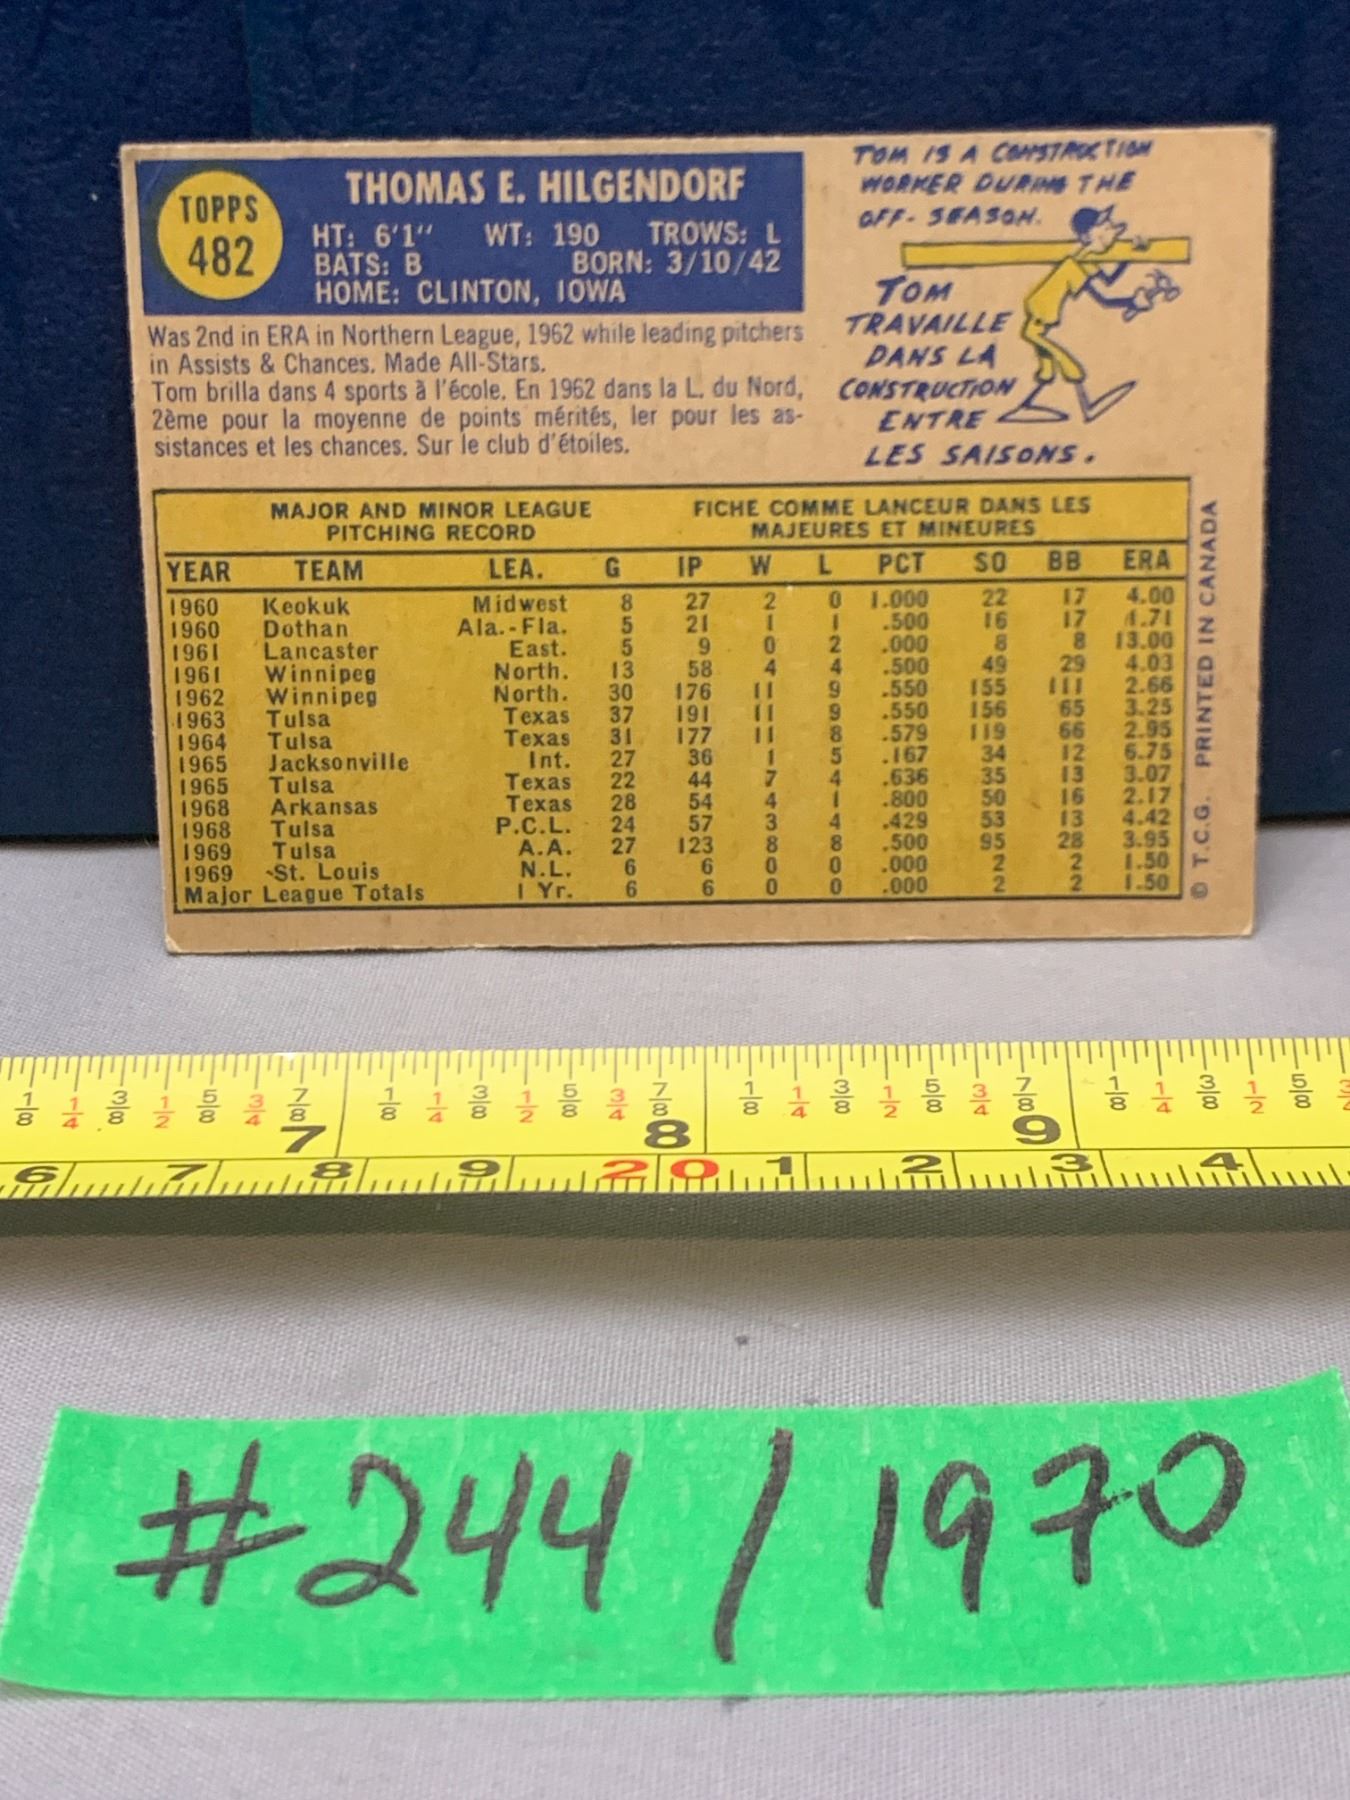 TOPPS
482
THOMAS E. HILGENDORF
HT: 6'1" WT: 190 TROWS: L
BATS: B BORN: 3/10/42
HOME: CLINTON, IOWA
Was 2nd in ERA in Northern League, 1962 while leading pitchers
in Assists & Chances. Made All-Stars.
Tom brilla dans 4 sports à l'école. En 1962 dans la L. du Nord,
2ème pour la moyenne de points mérités, ler pour les as-
sistances et les chances. Sur le club d'étoiles.
TOM IS A CONSTRUCTION
WORKER DURING THE
OFF-SEASON.
TOM
TRAVAILLE
DANS LA
CONSTRUCTION
ENTRE
LES SAISONS.
MAJOR AND MINOR LEAGUE
PITCHING RECORD
FICHE COMME LANCEUR DANS LES
MAJEURES ET MINEURES
YEAR TEAM LEA. G IP W L PCT SO BB ERA
1960 Keokuk Midwest 8 27 2 0 1.000 22 17 4.00
1960 Dothan Ala.-Fla. 5 21 1 1 .500 16 17 1.71
1961 Lancaster East. 5 9 0 2 .000 8 8 13.00
1961 Winnipeg North. 13 58 4 4 .500 49 29 4.03
1962 Winnipeg North. 30 176 11 9 .550 155 111 2.66
1963 Tulsa Texas 37 191 11 9 .550 156 65 3.25
1964 Tulsa Texas 31 177 11 8 .579 119 66 2.95
1965 Jacksonville Int. 27 36 1 5 .167 34 12 6.75
1965 Tulsa Texas 22 44 7 4 .636 35 13 3.07
1968 Arkansas Texas 28 54 4 1 .800 50 16 2.17
1968 Tulsa P.C.L. 24 57 3 4 .429 53 13 4.42
1969 Tulsa A.A. 27 123 8 8 .500 95 28 3.95
1969 St. Louis N.L. 6 6 0 0 .000 2 2 1.50
Major League Totals 1 Yr. 6 6 0 0 .000 2 2 1.50
© T.C.G. PRINTED IN CANADA
1/8 1/4 3/8 1/2 5/8 3/4 7/8 1/8 1/4 3/8 1/2 5/8 3/4 7/8 1/8 1/4 3/8 1/2 5/8 3/4 7/8 1/8 1/4 3/8 1/2 5/8
7 8 9
6 7 8 9 20 1 2 3 4
#244/1970